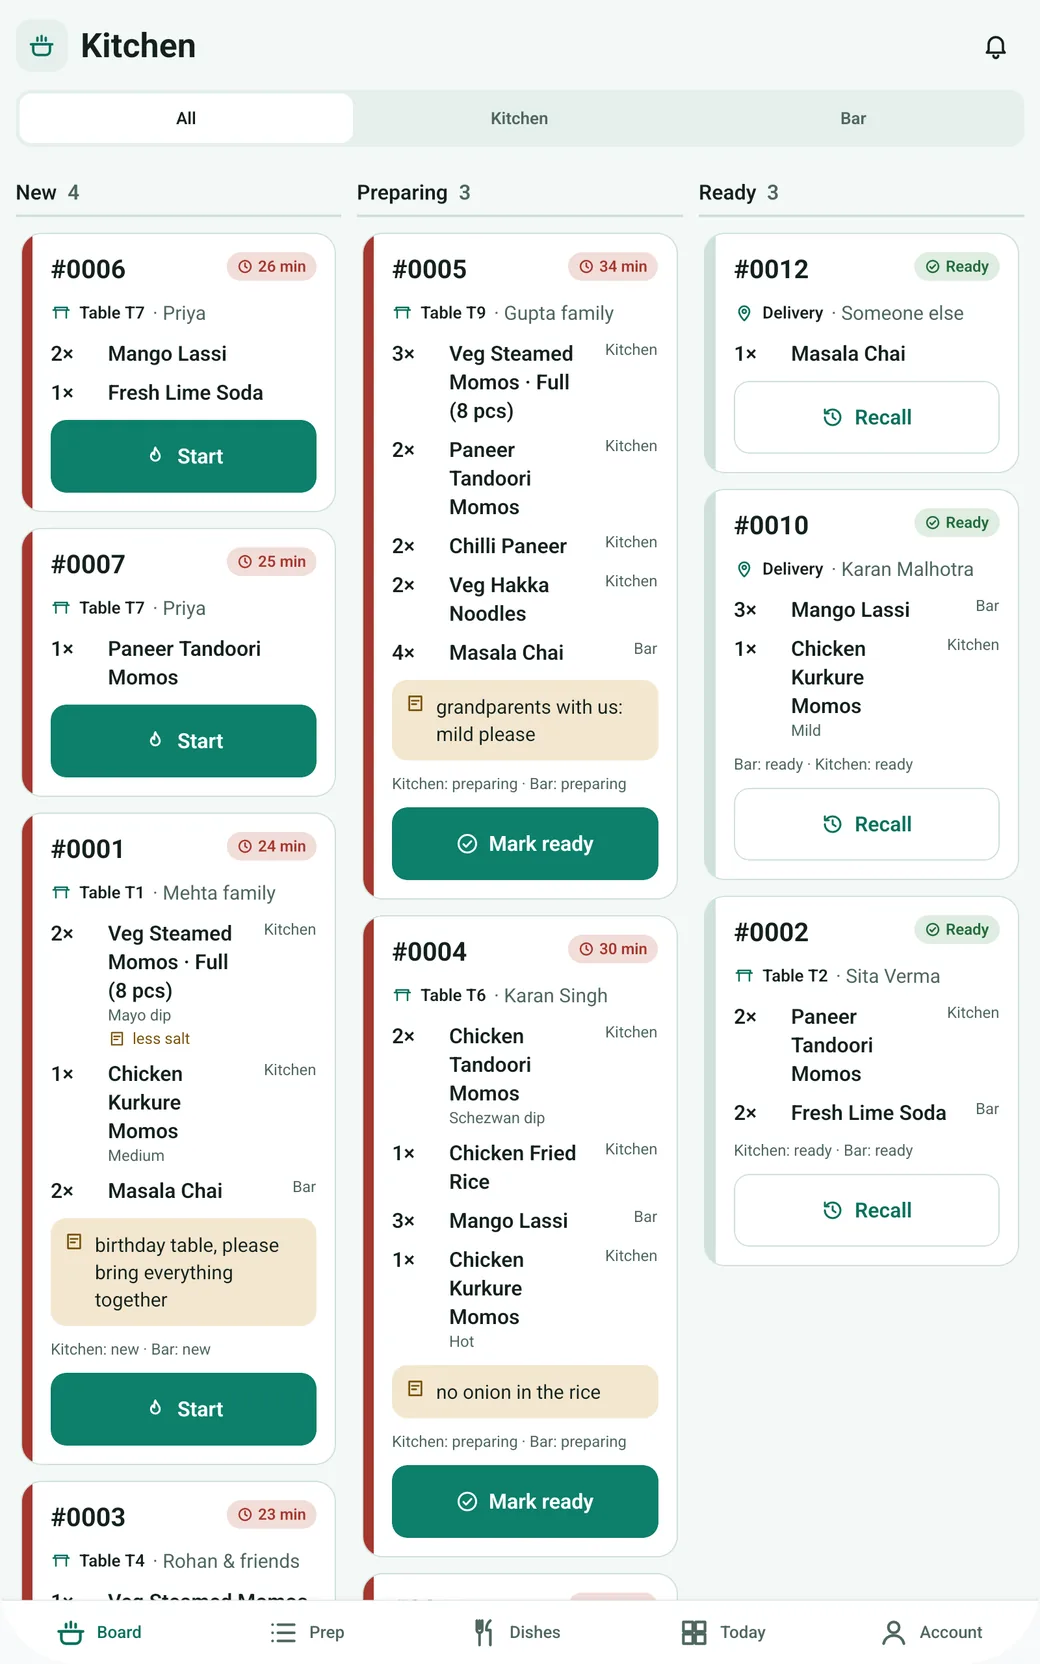 Kitchen
All
Kitchen
Bar
New 4
#0006
26 min
Table T7 · Priya
2× Mango Lassi
1× Fresh Lime Soda
Start
#0007
25 min
Table T7 · Priya
1× Paneer Tandoori
Momos
Start
#0001
24 min
Table T1 · Mehta family
2× Veg Steamed Kitchen
Momos · Full
(8 pcs)
Mayo dip
less salt
1× Chicken Kitchen
Kurkure
Momos
Medium
2× Masala Chai Bar
birthday table, please
bring everything
together
Kitchen: new · Bar: new
Start
#0003
23 min
Table T4 · Rohan & friends
1× Veg Steamed Momos
Preparing 3
#0005
34 min
Table T9 · Gupta family
3× Veg Steamed Kitchen
Momos · Full
(8 pcs)
2× Paneer Kitchen
Tandoori
Momos
2× Chilli Paneer Kitchen
2× Veg Hakka Kitchen
Noodles
4× Masala Chai Bar
grandparents with us:
mild please
Kitchen: preparing · Bar: preparing
Mark ready
#0004
30 min
Table T6 · Karan Singh
2× Chicken Kitchen
Tandoori
Momos
Schezwan dip
1× Chicken Fried Kitchen
Rice
3× Mango Lassi Bar
1× Chicken Kitchen
Kurkure
Momos
Hot
no onion in the rice
Kitchen: preparing · Bar: preparing
Mark ready
Ready 3
#0012
Ready
Delivery · Someone else
1× Masala Chai
Recall
#0010
Ready
Delivery · Karan Malhotra
3× Mango Lassi Bar
1× Chicken Kitchen
Kurkure
Momos
Mild
Bar: ready · Kitchen: ready
Recall
#0002
Ready
Table T2 · Sita Verma
2× Paneer Kitchen
Tandoori
Momos
2× Fresh Lime Soda Bar
Kitchen: ready · Bar: ready
Recall
Board
Prep
Dishes
Today
Account